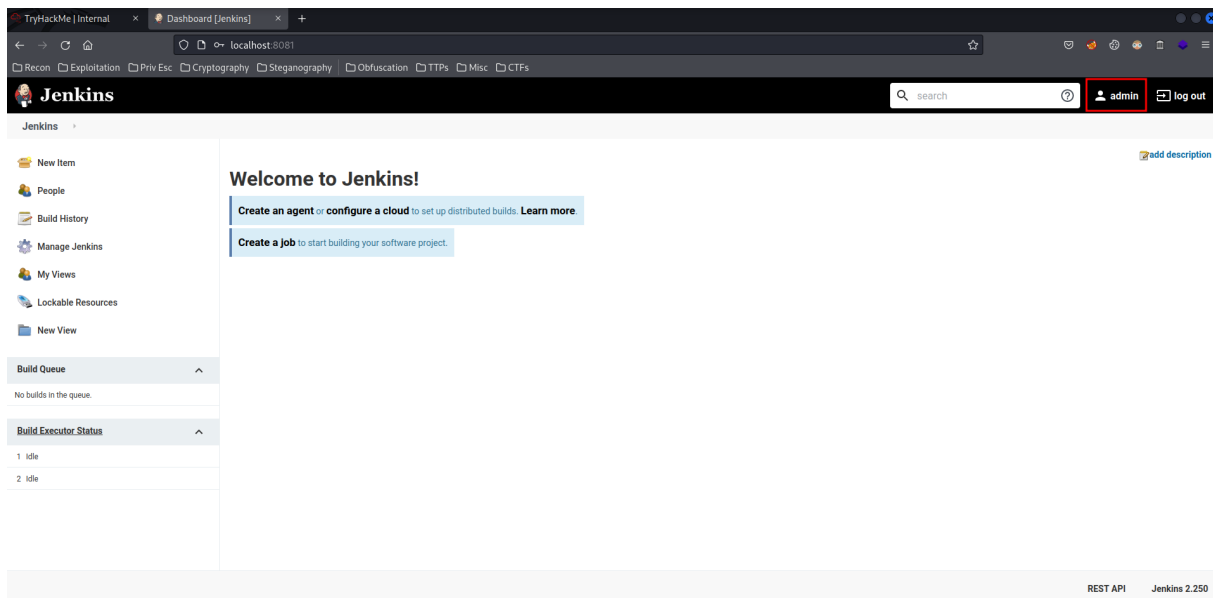 TryHackMe | Internal × Dashboard [Jenkins] × +
localhost:8081
Recon Exploitation Priv Esc Cryptography Steganography Obfuscation TTPs Misc CTFs
Jenkins search admin log out
Jenkins
add description
New Item
People
Build History
Manage Jenkins
My Views
Lockable Resources
New View
Welcome to Jenkins!
Create an agent or configure a cloud to set up distributed builds. Learn more.
Create a job to start building your software project.
Build Queue
No builds in the queue.
Build Executor Status
1 Idle
2 Idle
REST API Jenkins 2.250